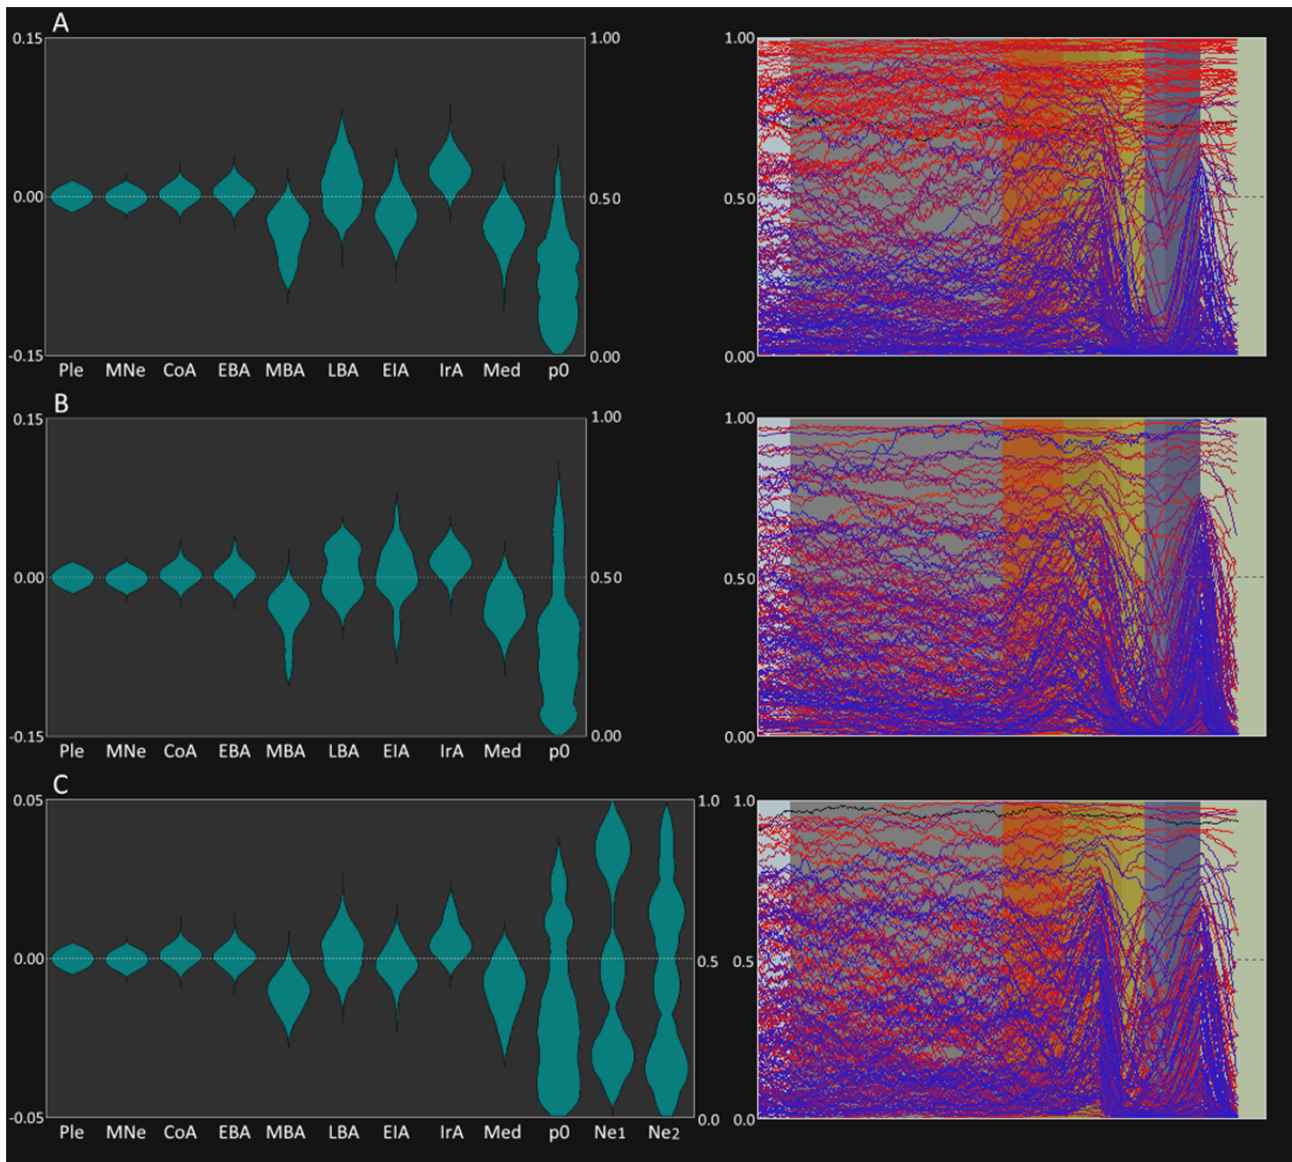 A
0.15 1.00 1.00
0.00 0.50 0.50
-0.15 0.00 0.00
Ple MNe CoA EBA MBA LBA EIA IrA Med p0
B
0.15 1.00 1.00
0.00 0.50 0.50
-0.15 0.00 0.00
Ple MNe CoA EBA MBA LBA EIA IrA Med p0
C
0.05 1.0 1.0
0.00 0.5 0.5
-0.05 0.0 0.0
Ple MNe CoA EBA MBA LBA EIA IrA Med p0 Ne1 Ne2